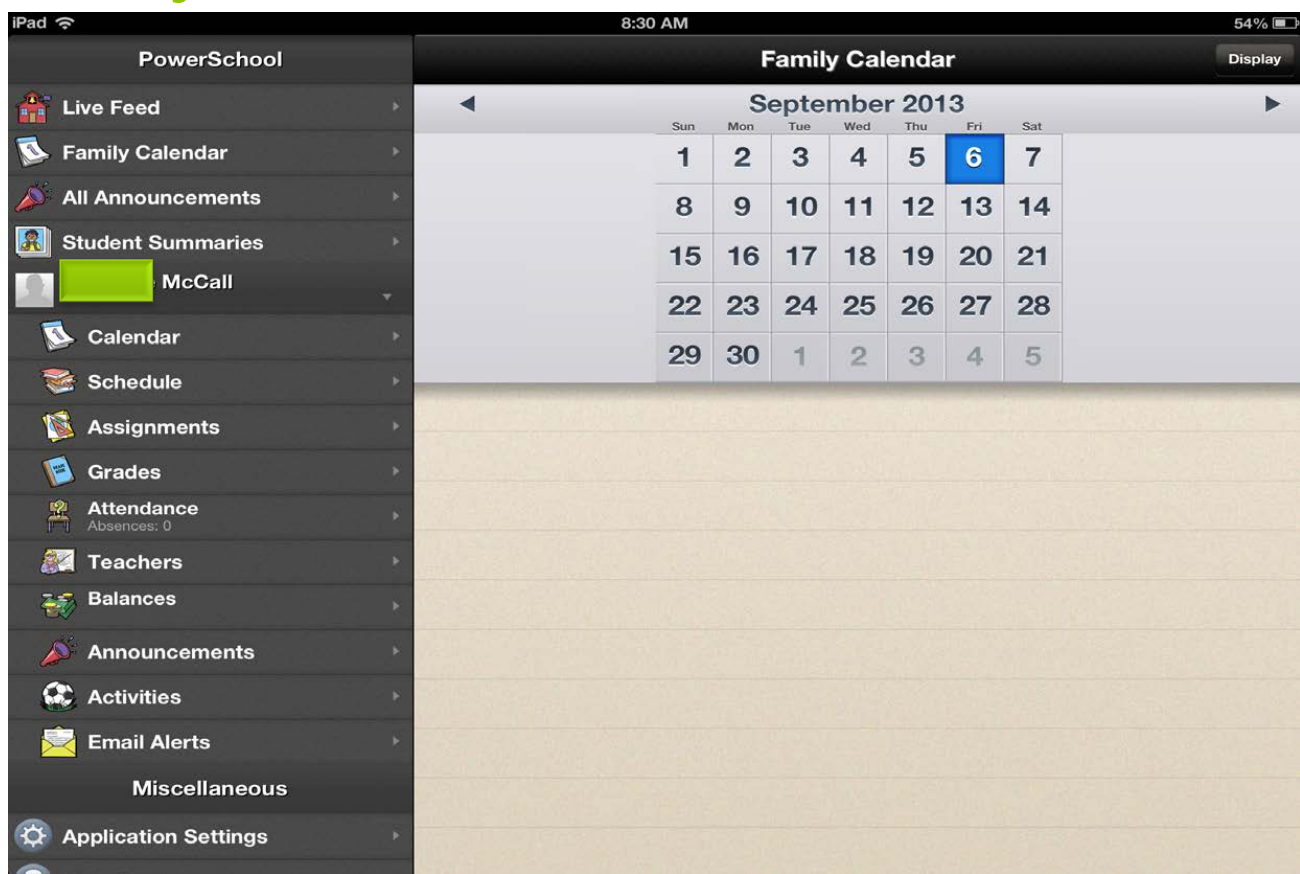 iPad 8:30 AM 54%
PowerSchool
Live Feed
Family Calendar
All Announcements
Student Summaries
McCall
Calendar
Schedule
Assignments
Grades
Attendance
Absences: 0
Teachers
Balances
Announcements
Activities
Email Alerts
Miscellaneous
Application Settings
Family Calendar Display
September 2013
Sun Mon Tue Wed Thu Fri Sat
1 2 3 4 5 6 7
8 9 10 11 12 13 14
15 16 17 18 19 20 21
22 23 24 25 26 27 28
29 30 1 2 3 4 5